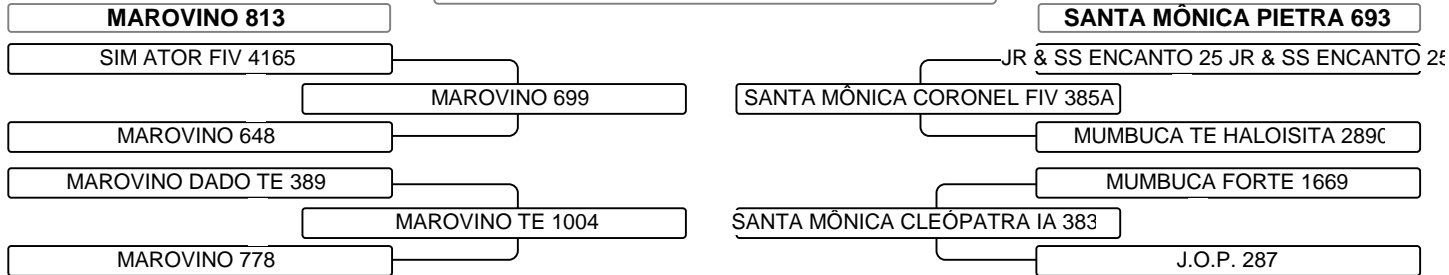 MAROVINO 813
SANTA MÔNICA PIETRA 693
SIM ATOR FIV 4165
JR & SS ENCANTO 25 JR & SS ENCANTO 25
MAROVINO 699
SANTA MÔNICA CORONEL FIV 385A
MAROVINO 648
MUMBUCA TE HALOISITA 2890
MAROVINO DADO TE 389
MUMBUCA FORTE 1669
MAROVINO TE 1004
SANTA MÔNICA CLEÓPATRA IA 383
MAROVINO 778
J.O.P. 287